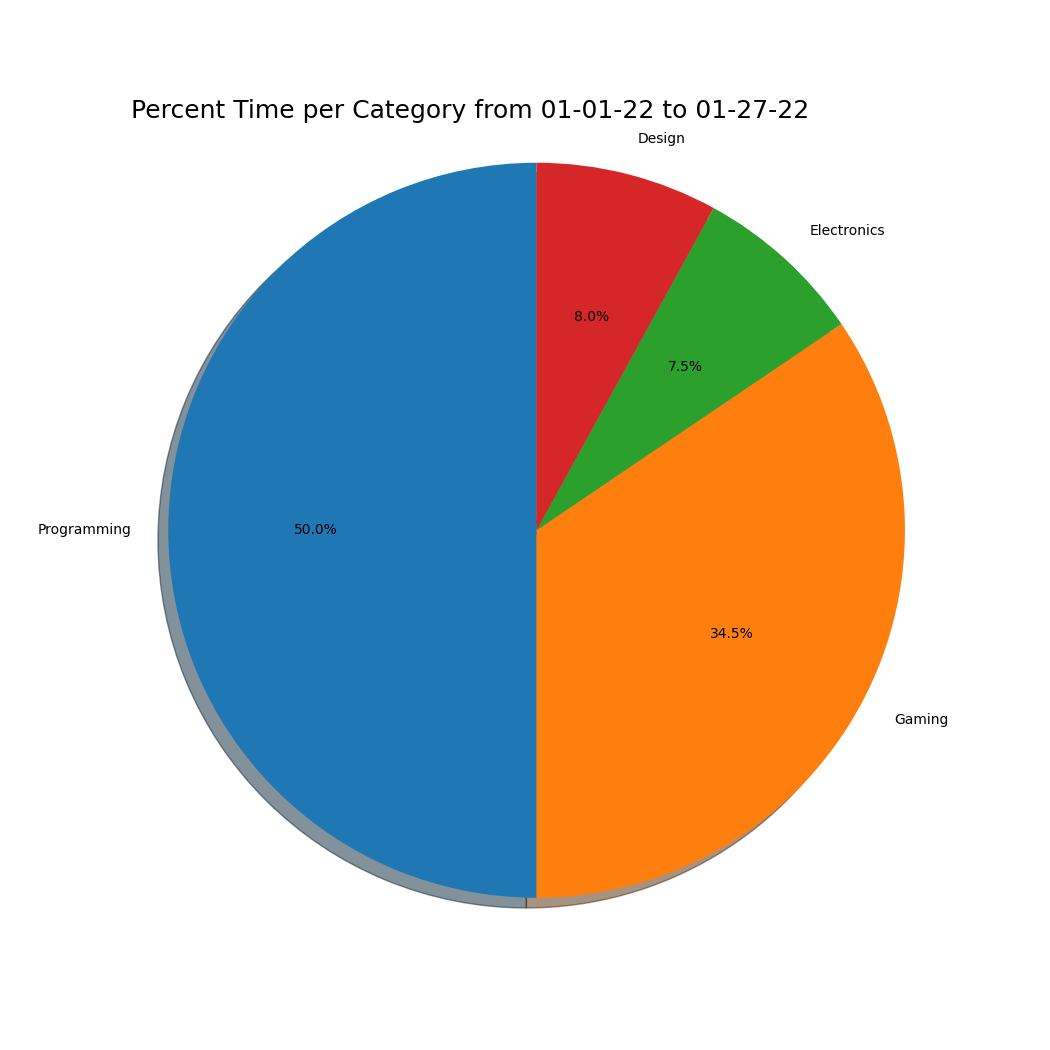 Percent Time per Category from 01-01-22 to 01-27-22
Design
Electronics
8.0%
7.5%
Programming
50.0%
34.5%
Gaming